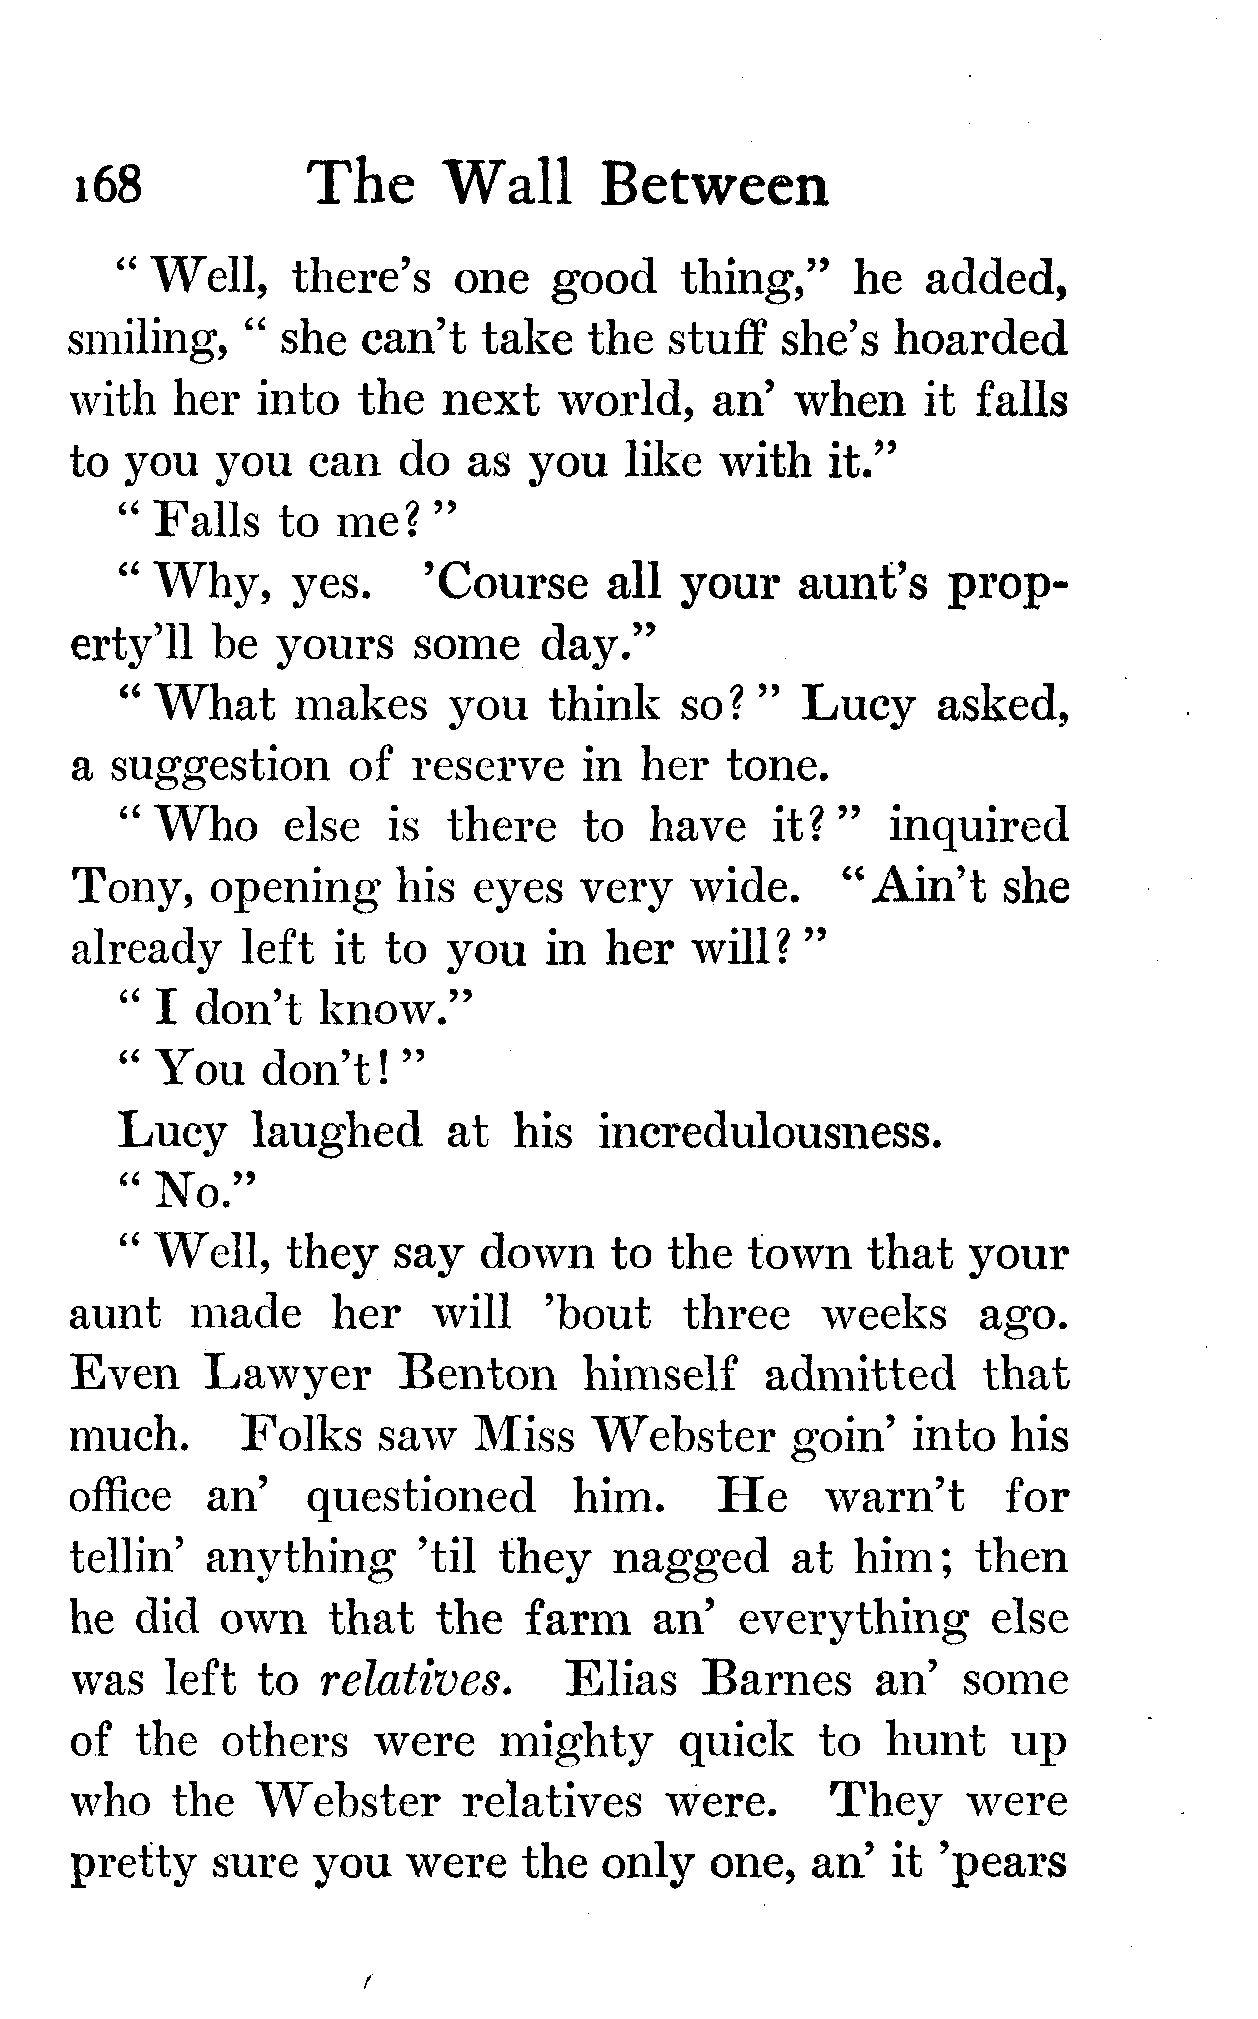 168 The Wall Between
“ Well, there’s one good thing,” he added,
smiling, “ she can’t take the stuff she’s hoarded
with her into the next world, an’ when it falls
to you you can do as you like with it.”
“ Falls to me? ”
“ Why, yes. ’Course all your aunt’s prop-
erty’ll be yours some day.”
“ What makes you think so? ” Lucy asked,
a suggestion of reserve in her tone.
“ Who else is there to have it? ” inquired
Tony, opening his eyes very wide. “ Ain’t she
already left it to you in her will? ”
“ I don’t know.”
“ You don’t! ”
Lucy laughed at his incredulousness.
“ No.”
“ Well, they say down to the town that your
aunt made her will ’bout three weeks ago.
Even Lawyer Benton himself admitted that
much. Folks saw Miss Webster goin’ into his
office an’ questioned him. He warn’t for
tellin’ anything ’til they nagged at him; then
he did own that the farm an’ everything else
was left to relatives. Elias Barnes an’ some
of the others were mighty quick to hunt up
who the Webster relatives were. They were
pretty sure you were the only one, an’ it ’pears